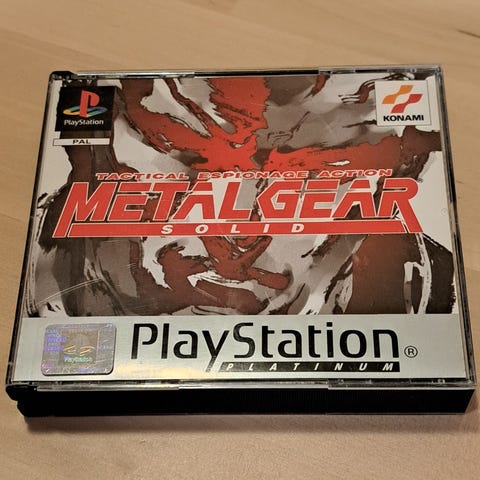 PlayStation
PAL
KONAMI
TACTICAL ESPIONAGE ACTION
METAL GEAR
SOLID
PlayStation®
PLATINUM
PlayStation